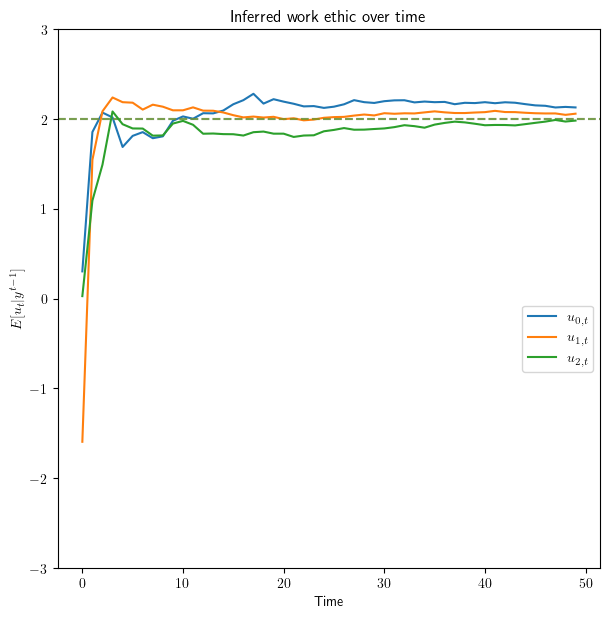 Inferred work ethic over time
3
2
1
0
−1
−2
−3
E[u_t|y^{t−1}]
u_{0,t}
u_{1,t}
u_{2,t}
0 10 20 30 40 50
Time